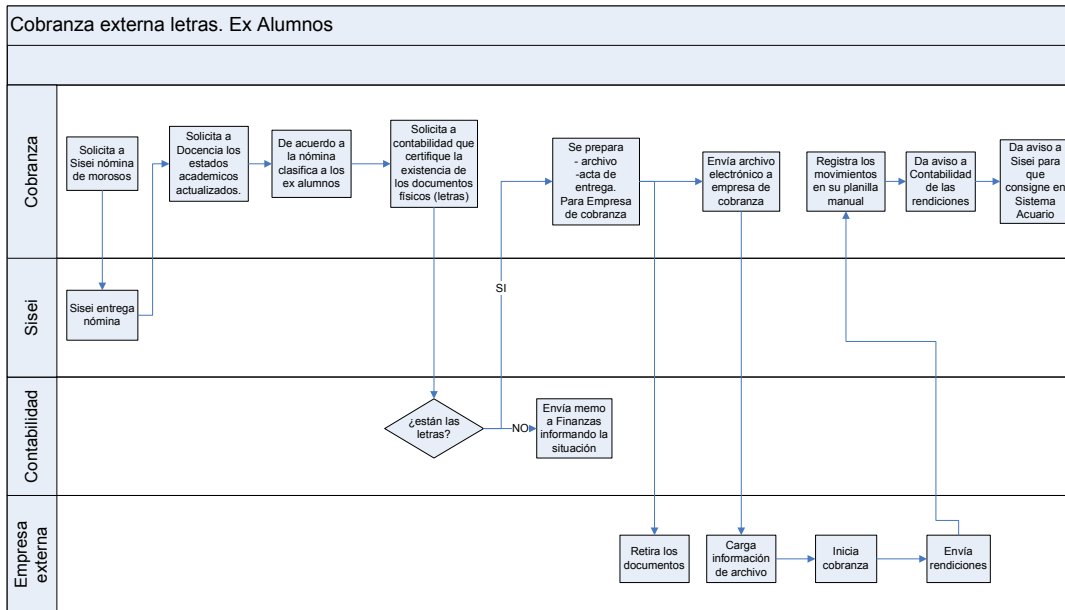 Cobranza externa letras. Ex Alumnos
Cobranza
Solicita a
Sisei nómina
de morosos
Solicita a
Docencia los
estados
academicos
actualizados.
De acuerdo a
la nómina
clasifica a los
ex alumnos
Solicita a
contabilidad que
certifique la
existencia de
los documentos
físicos (letras)
Se prepara
- archivo
-acta de
entrega.
Para Empresa
de cobranza
Envía archivo
electrónico a
empresa de
cobranza
Registra los
movimientos
en su planilla
manual
Da aviso a
Contabilidad
de las
rendiciones
Da aviso a
Sisei para
que
consigne en
Sistema
Acuario
Sisei
Sisei entrega
nómina
SI
Contabilidad
¿están las
letras?
NO
Envía memo
a Finanzas
informando la
situación
Empresa
externa
Retira los
documentos
Carga
información
de archivo
Inicia
cobranza
Envía
rendiciones